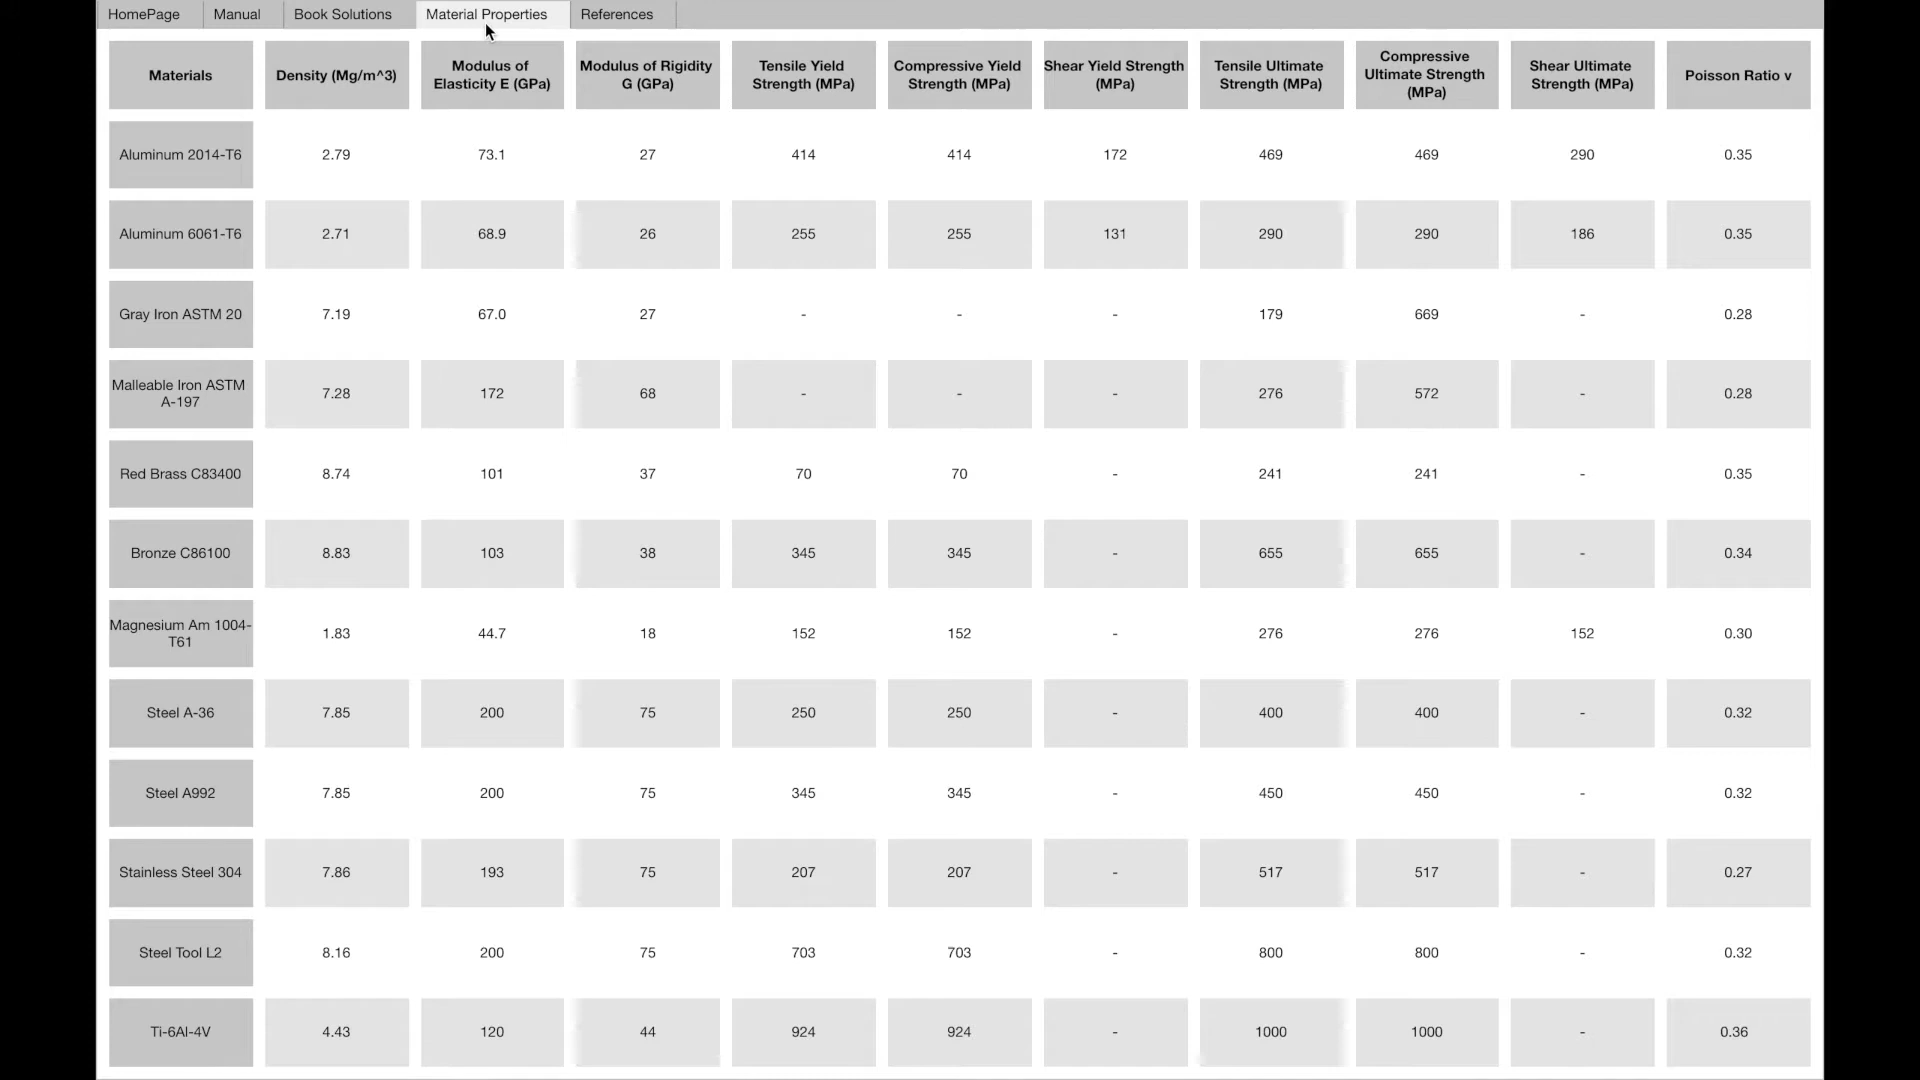 HomePage Manual Book Solutions Material Properties References
Materials
Density (Mg/m^3)
Modulus of
Elasticity E (GPa)
Modulus of Rigidity
G (GPa)
Tensile Yield
Strength (MPa)
Compressive Yield
Strength (MPa)
Shear Yield Strength
(MPa)
Tensile Ultimate
Strength (MPa)
Compressive
Ultimate Strength
(MPa)
Shear Ultimate
Strength (MPa)
Poisson Ratio v
Aluminum 2014-T6 2.79 73.1 27 414 414 172 469 469 290 0.35
Aluminum 6061-T6 2.71 68.9 26 255 255 131 290 290 186 0.35
Gray Iron ASTM 20 7.19 67.0 27 - - - 179 669 - 0.28
Malleable Iron ASTM
A-197 7.28 172 68 - - - 276 572 - 0.28
Red Brass C83400 8.74 101 37 70 70 - 241 241 - 0.35
Bronze C86100 8.83 103 38 345 345 - 655 655 - 0.34
Magnesium Am 1004-
T61 1.83 44.7 18 152 152 - 276 276 152 0.30
Steel A-36 7.85 200 75 250 250 - 400 400 - 0.32
Steel A992 7.85 200 75 345 345 - 450 450 - 0.32
Stainless Steel 304 7.86 193 75 207 207 - 517 517 - 0.27
Steel Tool L2 8.16 200 75 703 703 - 800 800 - 0.32
Ti-6Al-4V 4.43 120 44 924 924 - 1000 1000 - 0.36